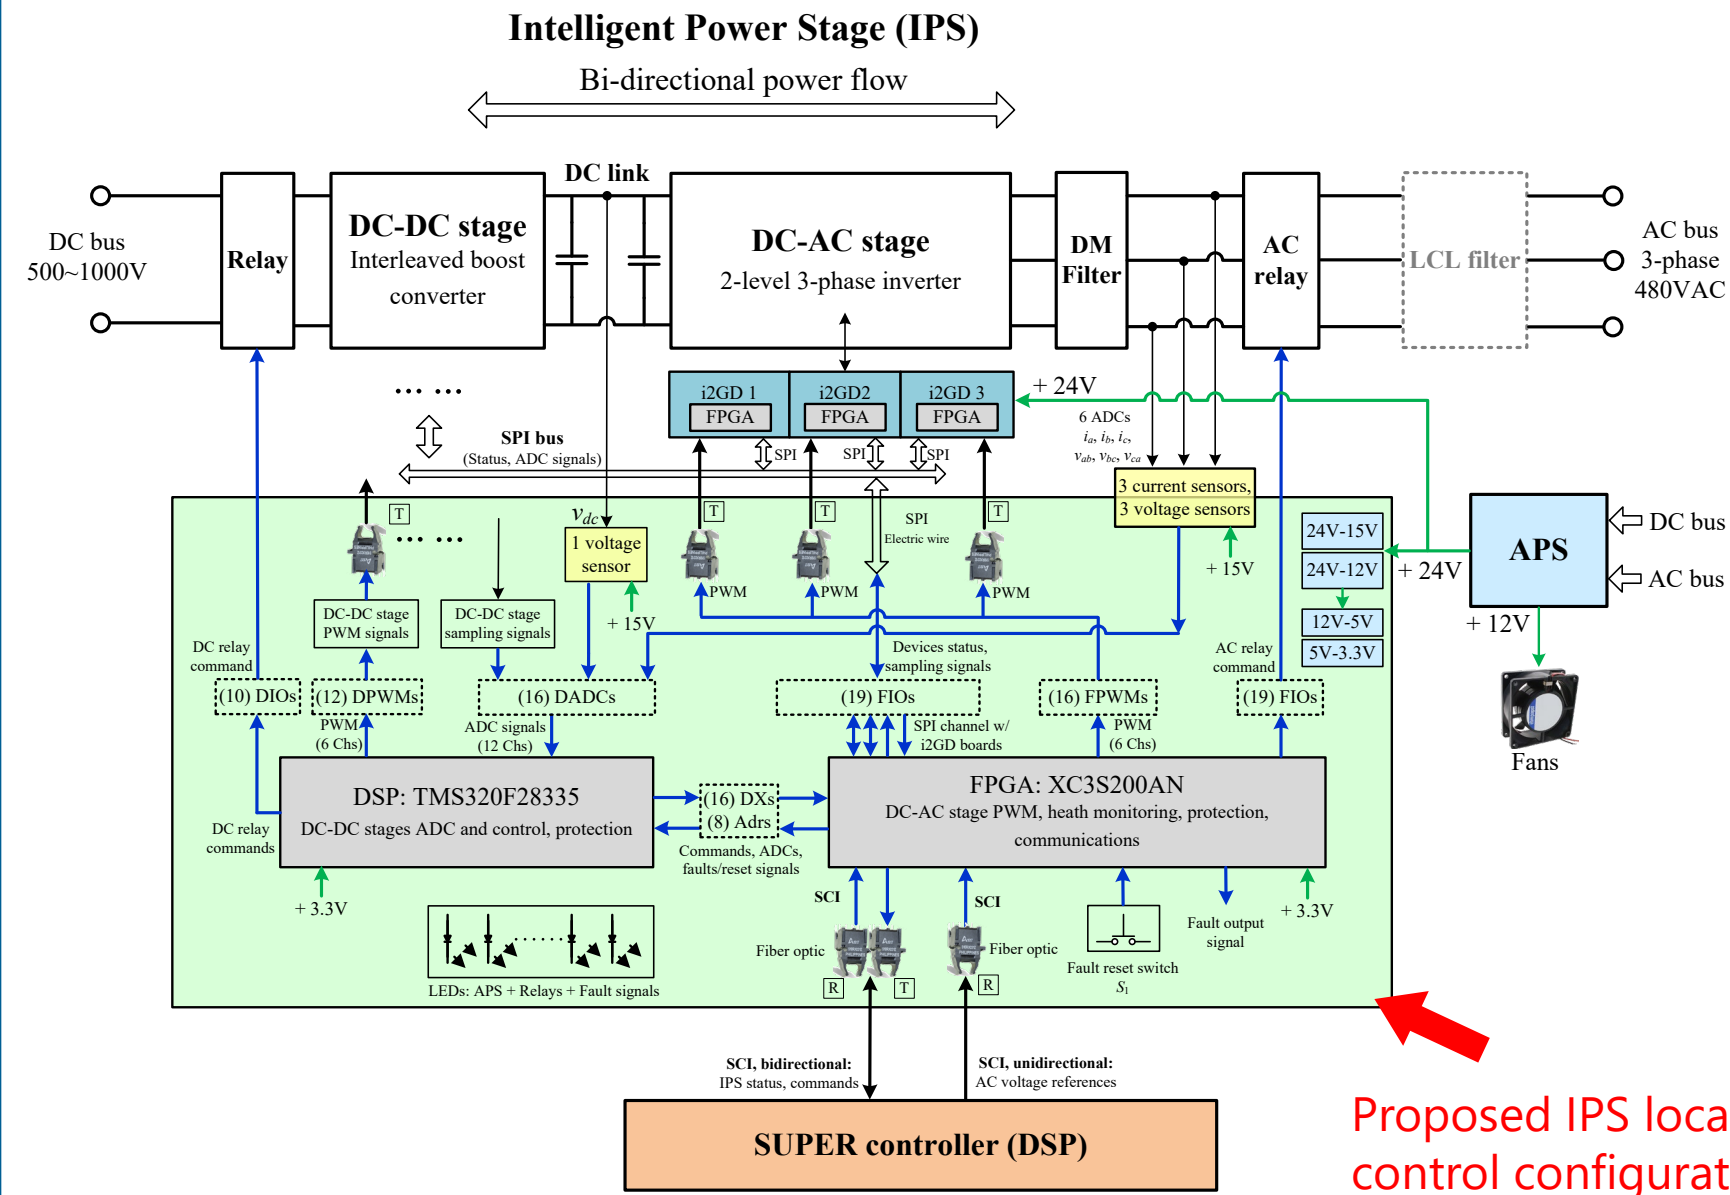 Intelligent Power Stage (IPS)
Bi-directional power flow
DC link
DC bus
500~1000V
Relay
DC-DC stage
Interleaved boost
converter
DC-AC stage
2-level 3-phase inverter
DM
Filter
AC
relay
LCL filter
AC bus
3-phase
480VAC
... ...
i2GD 1
FPGA
i2GD2
FPGA
i2GD 3
FPGA
+ 24V
6 ADCs
ia, ib, ic,
vab, vbc, vca
SPI bus
(Status, ADC signals)
SPI
SPI
SPI
3 current sensors,
3 voltage sensors
T
... ...
vdc
1 voltage
sensor
T
T
T
SPI
Electric wire
+ 15V
24V-15V
24V-12V
12V-5V
5V-3.3V
+ 24V
APS
DC bus
AC bus
+ 12V
Fans
PWM
PWM
PWM
DC-DC stage
PWM signals
DC-DC stage
sampling signals
+ 15V
DC relay
command
Devices status,
sampling signals
AC relay
command
(10) DIOs
(12) DPWMs
(16) DADCs
(19) FIOs
(16) FPWMs
(19) FIOs
PWM
(6 Chs)
ADC signals
(12 Chs)
SPI channel w/
i2GD boards
PWM
(6 Chs)
DSP: TMS320F28335
DC-DC stages ADC and control, protection
(16) DXs
(8) Adrs
FPGA: XC3S200AN
DC-AC stage PWM, heath monitoring, protection,
communications
DC relay
commands
Commands, ADCs,
faults/reset signals
+ 3.3V
SCI
SCI
+ 3.3V
Fiber optic
Fiber optic
Fault output
signal
Fault reset switch
S1
LEDs: APS + Relays + Fault signals
R
T
R
SCI, bidirectional:
IPS status, commands
SCI, unidirectional:
AC voltage references
SUPER controller (DSP)
Proposed IPS loca
control configurat